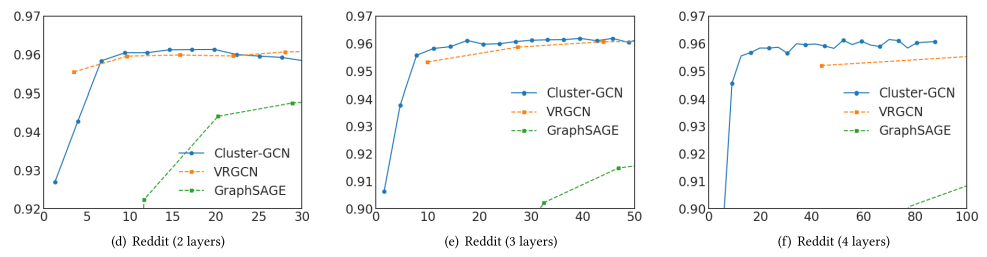 0.97
0.96
0.95
0.94
0.93
0.92
0 5 10 15 20 25 30
Cluster-GCN
VRGCN
GraphSAGE
(d) Reddit (2 layers)
0.97
0.96
0.95
0.94
0.93
0.92
0.91
0.90
0 10 20 30 40 50
Cluster-GCN
VRGCN
GraphSAGE
(e) Reddit (3 layers)
0.97
0.96
0.95
0.94
0.93
0.92
0.91
0.90
0 20 40 60 80 100
Cluster-GCN
VRGCN
GraphSAGE
(f) Reddit (4 layers)